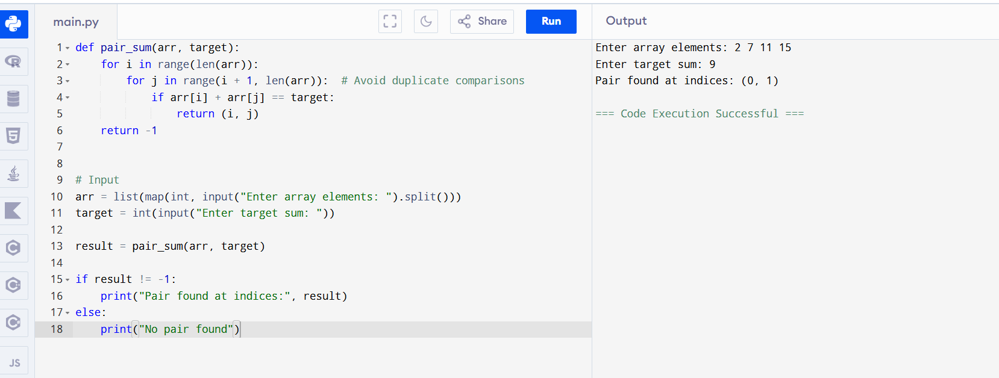 main.py
Share
Run
Output
1 def pair_sum(arr, target):
2     for i in range(len(arr)):
3         for j in range(i + 1, len(arr)):  # Avoid duplicate comparisons
4             if arr[i] + arr[j] == target:
5                 return (i, j)
6     return -1
7
8
9 # Input
10 arr = list(map(int, input("Enter array elements: ").split()))
11 target = int(input("Enter target sum: "))
12
13 result = pair_sum(arr, target)
14
15 if result != -1:
16     print("Pair found at indices:", result)
17 else:
18     print("No pair found")
Enter array elements: 2 7 11 15
Enter target sum: 9
Pair found at indices: (0, 1)
=== Code Execution Successful ===
R
5
C
C++
C#
JS